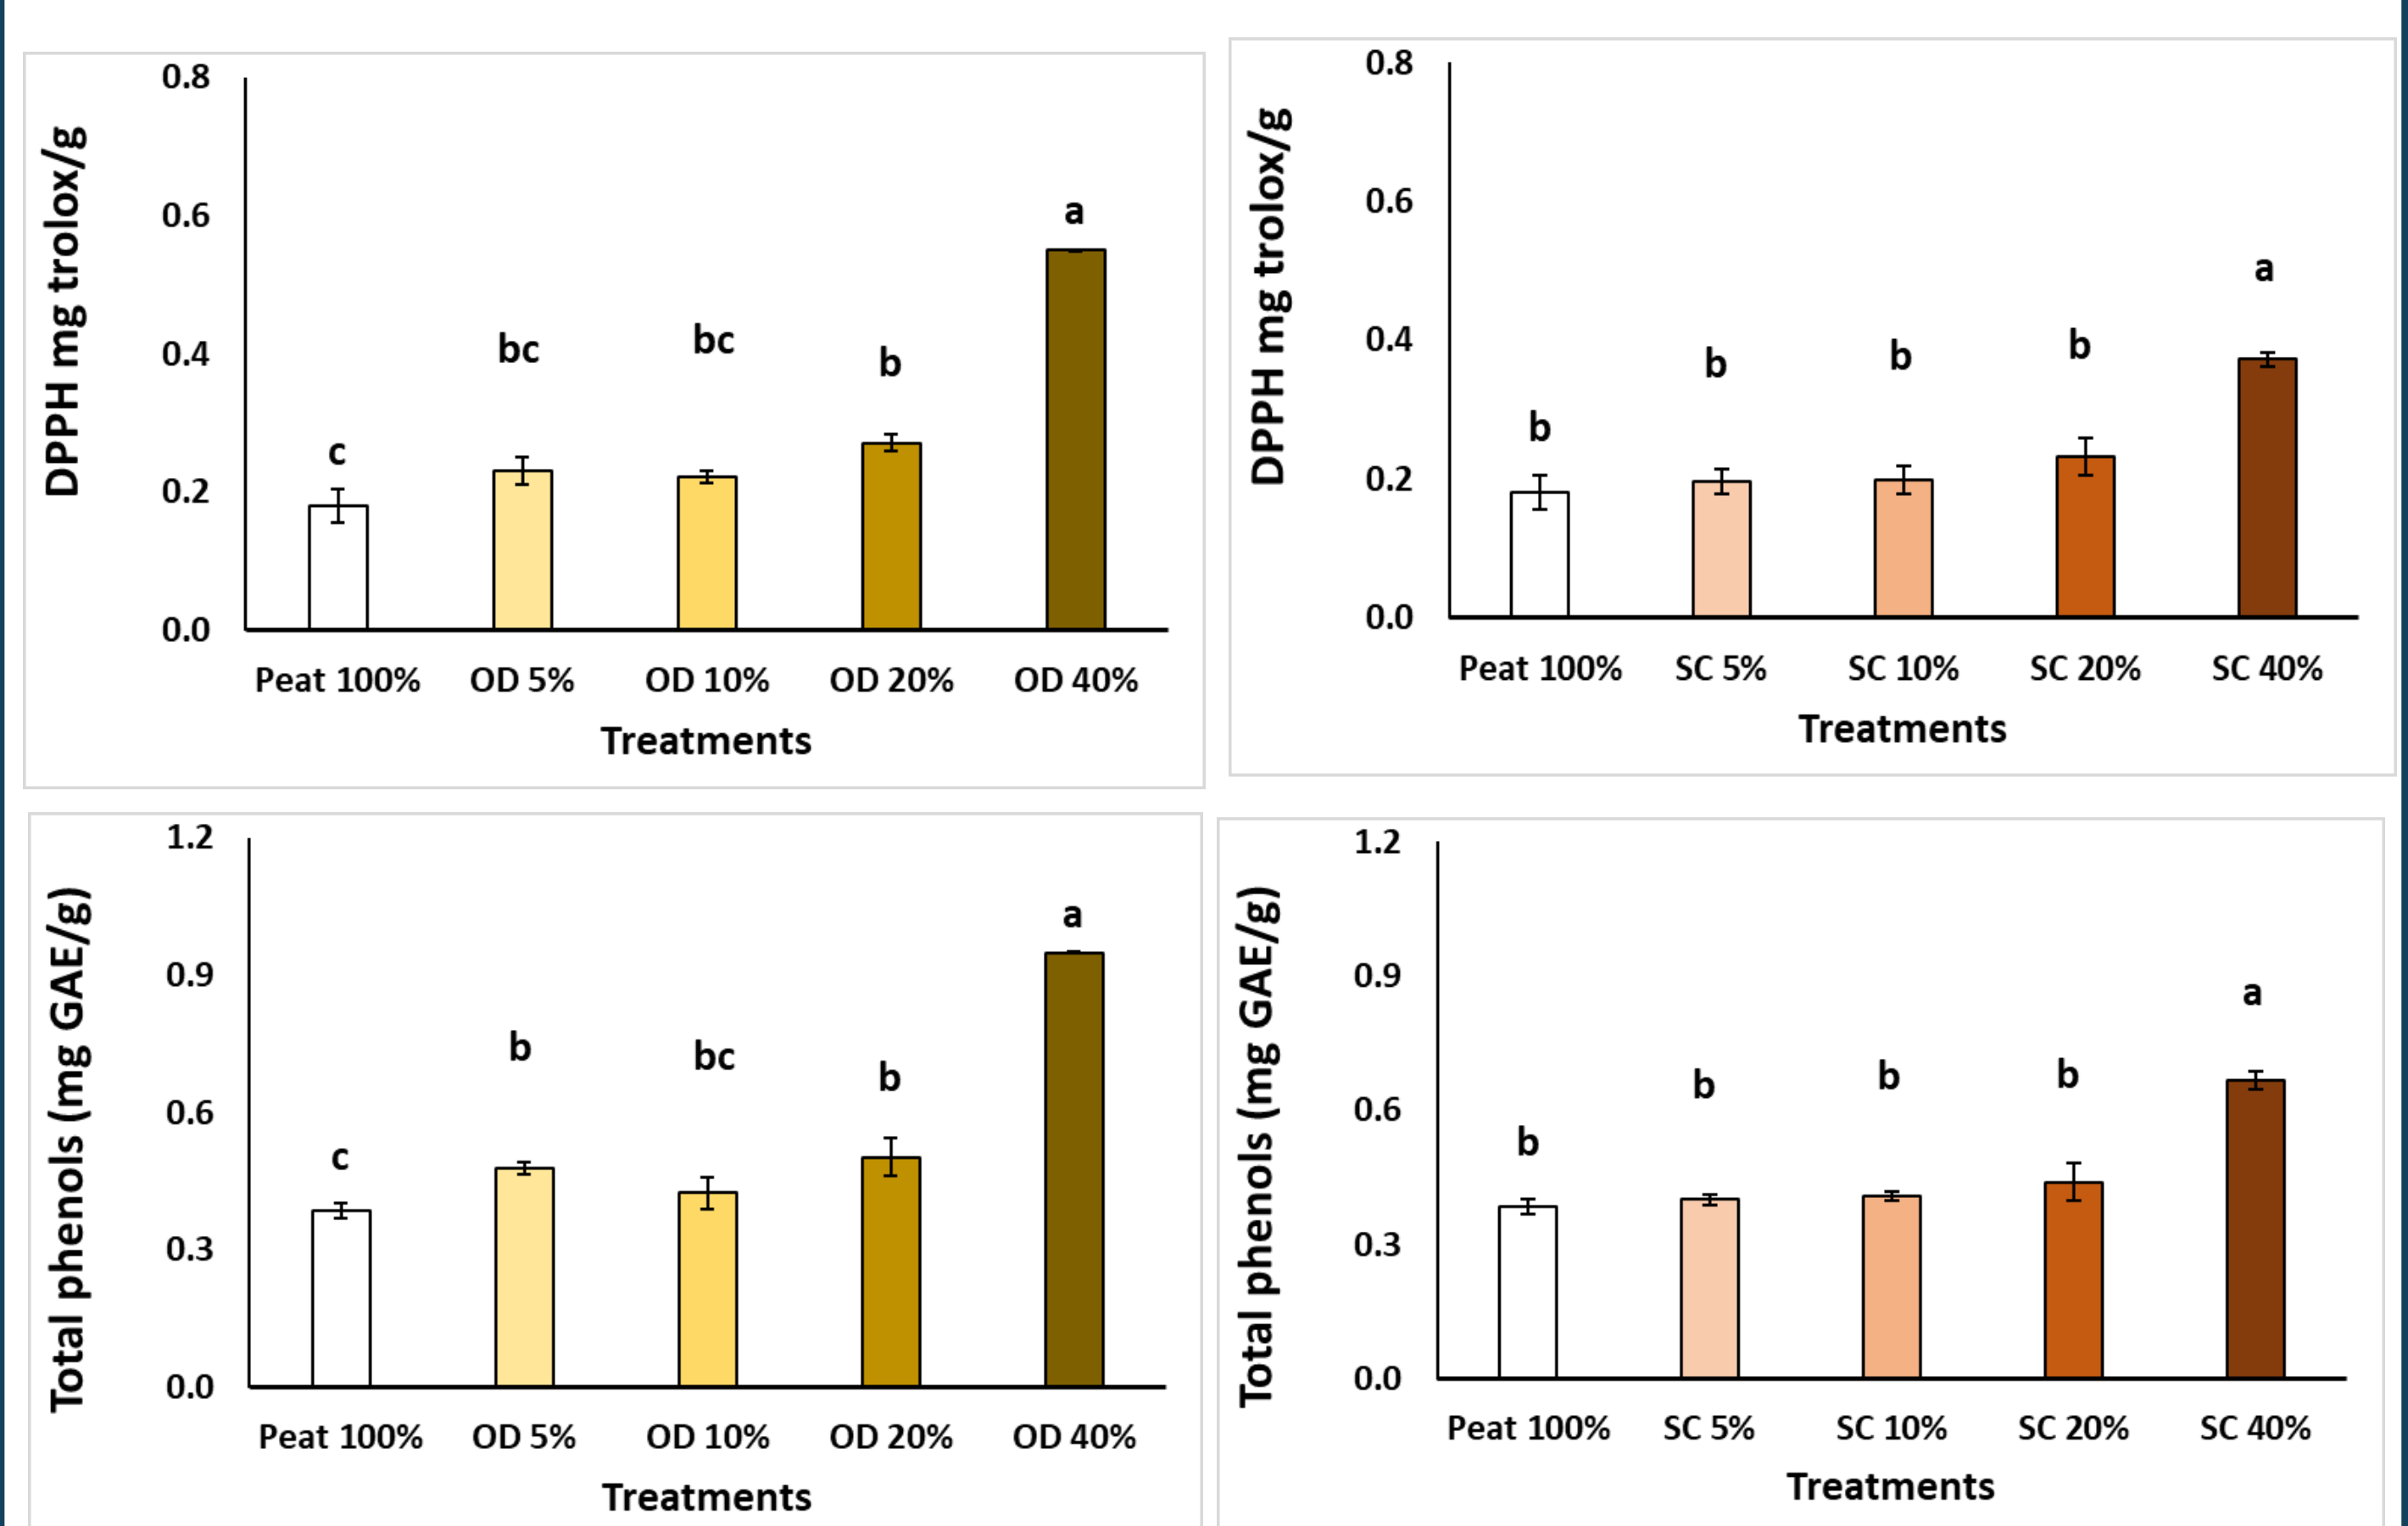 0.8
0.6
0.4
0.2
0.0
DPPH mg trolox/g
c
bc
bc
b
a
Peat 100%
OD 5%
OD 10%
OD 20%
OD 40%
Treatments
0.8
0.6
0.4
0.2
0.0
DPPH mg trolox/g
b
b
b
b
a
Peat 100%
SC 5%
SC 10%
SC 20%
SC 40%
Treatments
1.2
0.9
0.6
0.3
0.0
Total phenols (mg GAE/g)
c
b
bc
b
a
Peat 100%
OD 5%
OD 10%
OD 20%
OD 40%
Treatments
1.2
0.9
0.6
0.3
0.0
Total phenols (mg GAE/g)
b
b
b
b
a
Peat 100%
SC 5%
SC 10%
SC 20%
SC 40%
Treatments